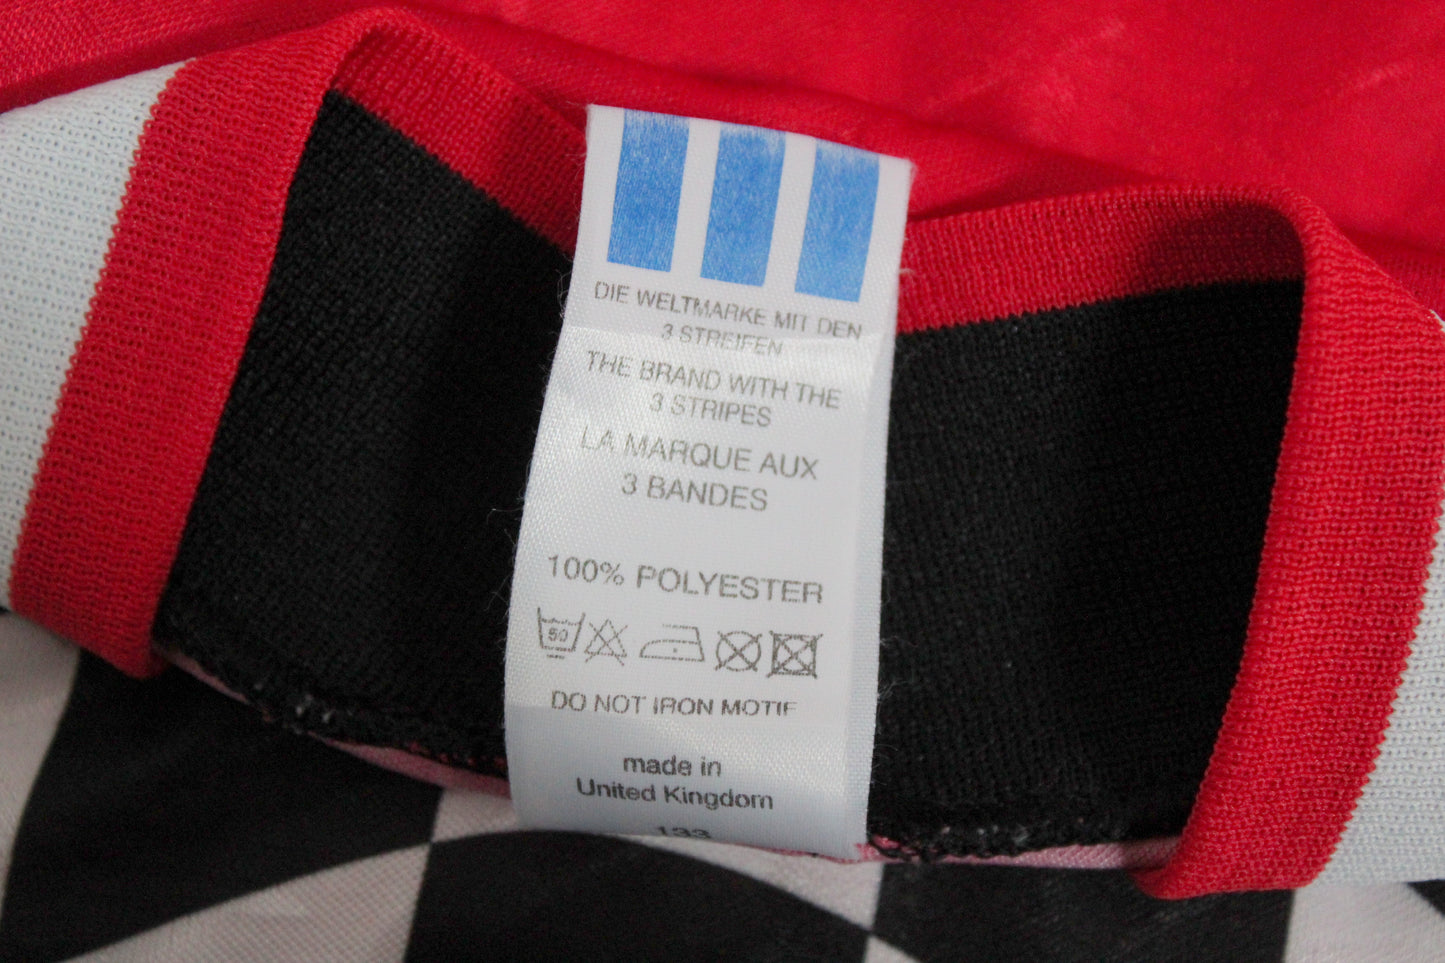 DIE WELTMARKE MIT DEN
3 STREIFEN
THE BRAND WITH THE
3 STRIPES
LA MARQUE AUX
3 BANDES
100% POLYESTER
50
DO NOT IRON MOTIF
made in
United Kingdom
133